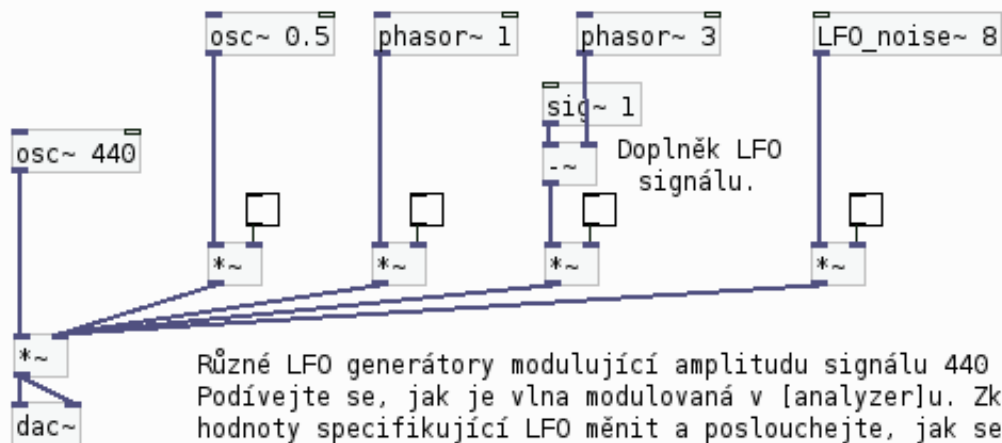 osc~ 0.5
phasor~ 1
phasor~ 3
LFO_noise~ 8
sig~ 1
osc~ 440
-~
Doplněk LFO
signálu.
*~
*~
*~
*~
*~
dac~
Různé LFO generátory modulující amplitudu signálu 440
Podívejte se, jak je vlna modulovaná v [analyzer]u. Zk
hodnoty specifikující LFO měnit a poslouchejte, jak se